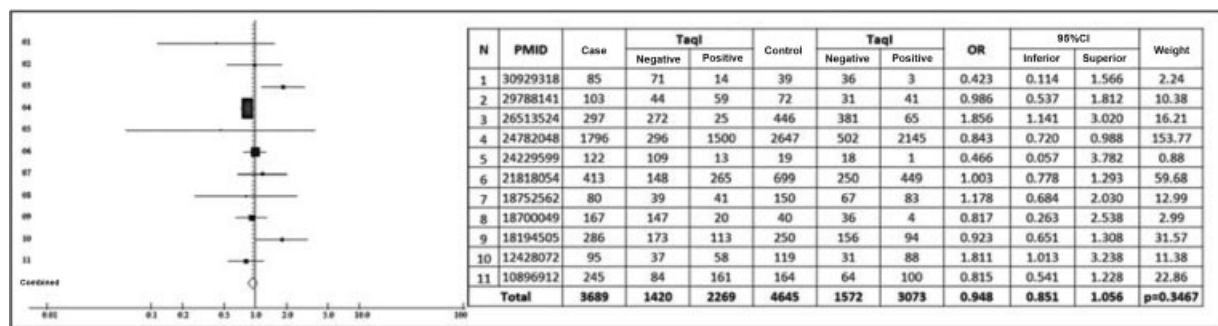 01
02
03
04
05
06
07
08
09
10
11
Combined
0.01 0.1 0.2 0.5 1.0 2.0 5.0 10.0 100
N PMID Case TaqI Control TaqI OR 95%CI Weight
Negative Positive Negative Positive Inferior Superior
1 30929318 85 71 14 39 36 3 0.423 0.114 1.566 2.24
2 29788141 103 44 59 72 31 41 0.986 0.537 1.812 10.38
3 26513524 297 272 25 446 381 65 1.856 1.141 3.020 16.21
4 24782048 1796 296 1500 2647 502 2145 0.843 0.720 0.988 153.77
5 24229599 122 109 13 19 18 1 0.466 0.057 3.782 0.88
6 21818054 413 148 265 699 250 449 1.003 0.778 1.293 59.68
7 18752562 80 39 41 150 67 83 1.178 0.684 2.030 12.99
8 18700049 167 147 20 40 36 4 0.817 0.263 2.538 2.99
9 18194505 286 173 113 250 156 94 0.923 0.651 1.308 31.57
10 12428072 95 37 58 119 31 88 1.811 1.013 3.238 11.38
11 10896912 245 84 161 164 64 100 0.815 0.541 1.228 22.86
Total 3689 1420 2269 4645 1572 3073 0.948 0.851 1.056 p=0.3467